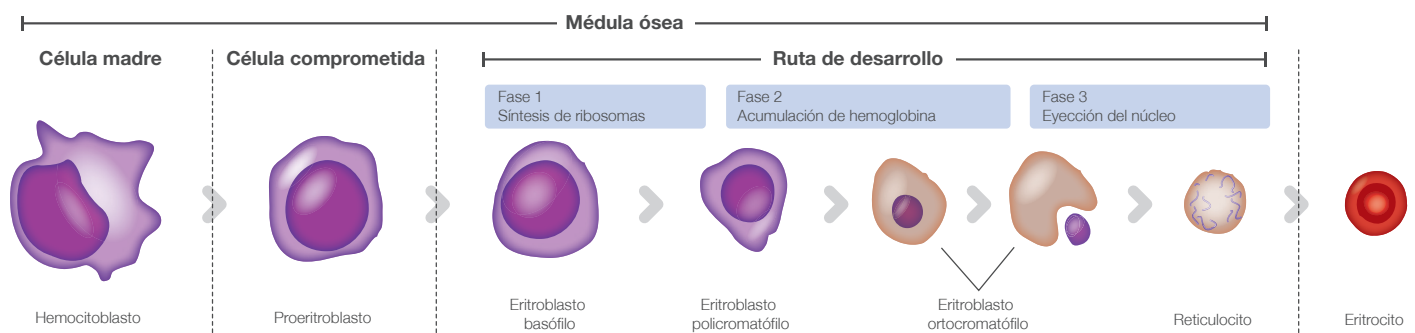 Médula ósea
Célula madre
Célula comprometida
Ruta de desarrollo
Fase 1
Síntesis de ribosomas
Fase 2
Acumulación de hemoglobina
Fase 3
Eyección del núcleo
Hemocitoblasto
Proeritroblasto
Eritroblasto
basófilo
Eritroblasto
policromatófilo
Eritroblasto
ortocromatófilo
Reticulocito
Eritrocito